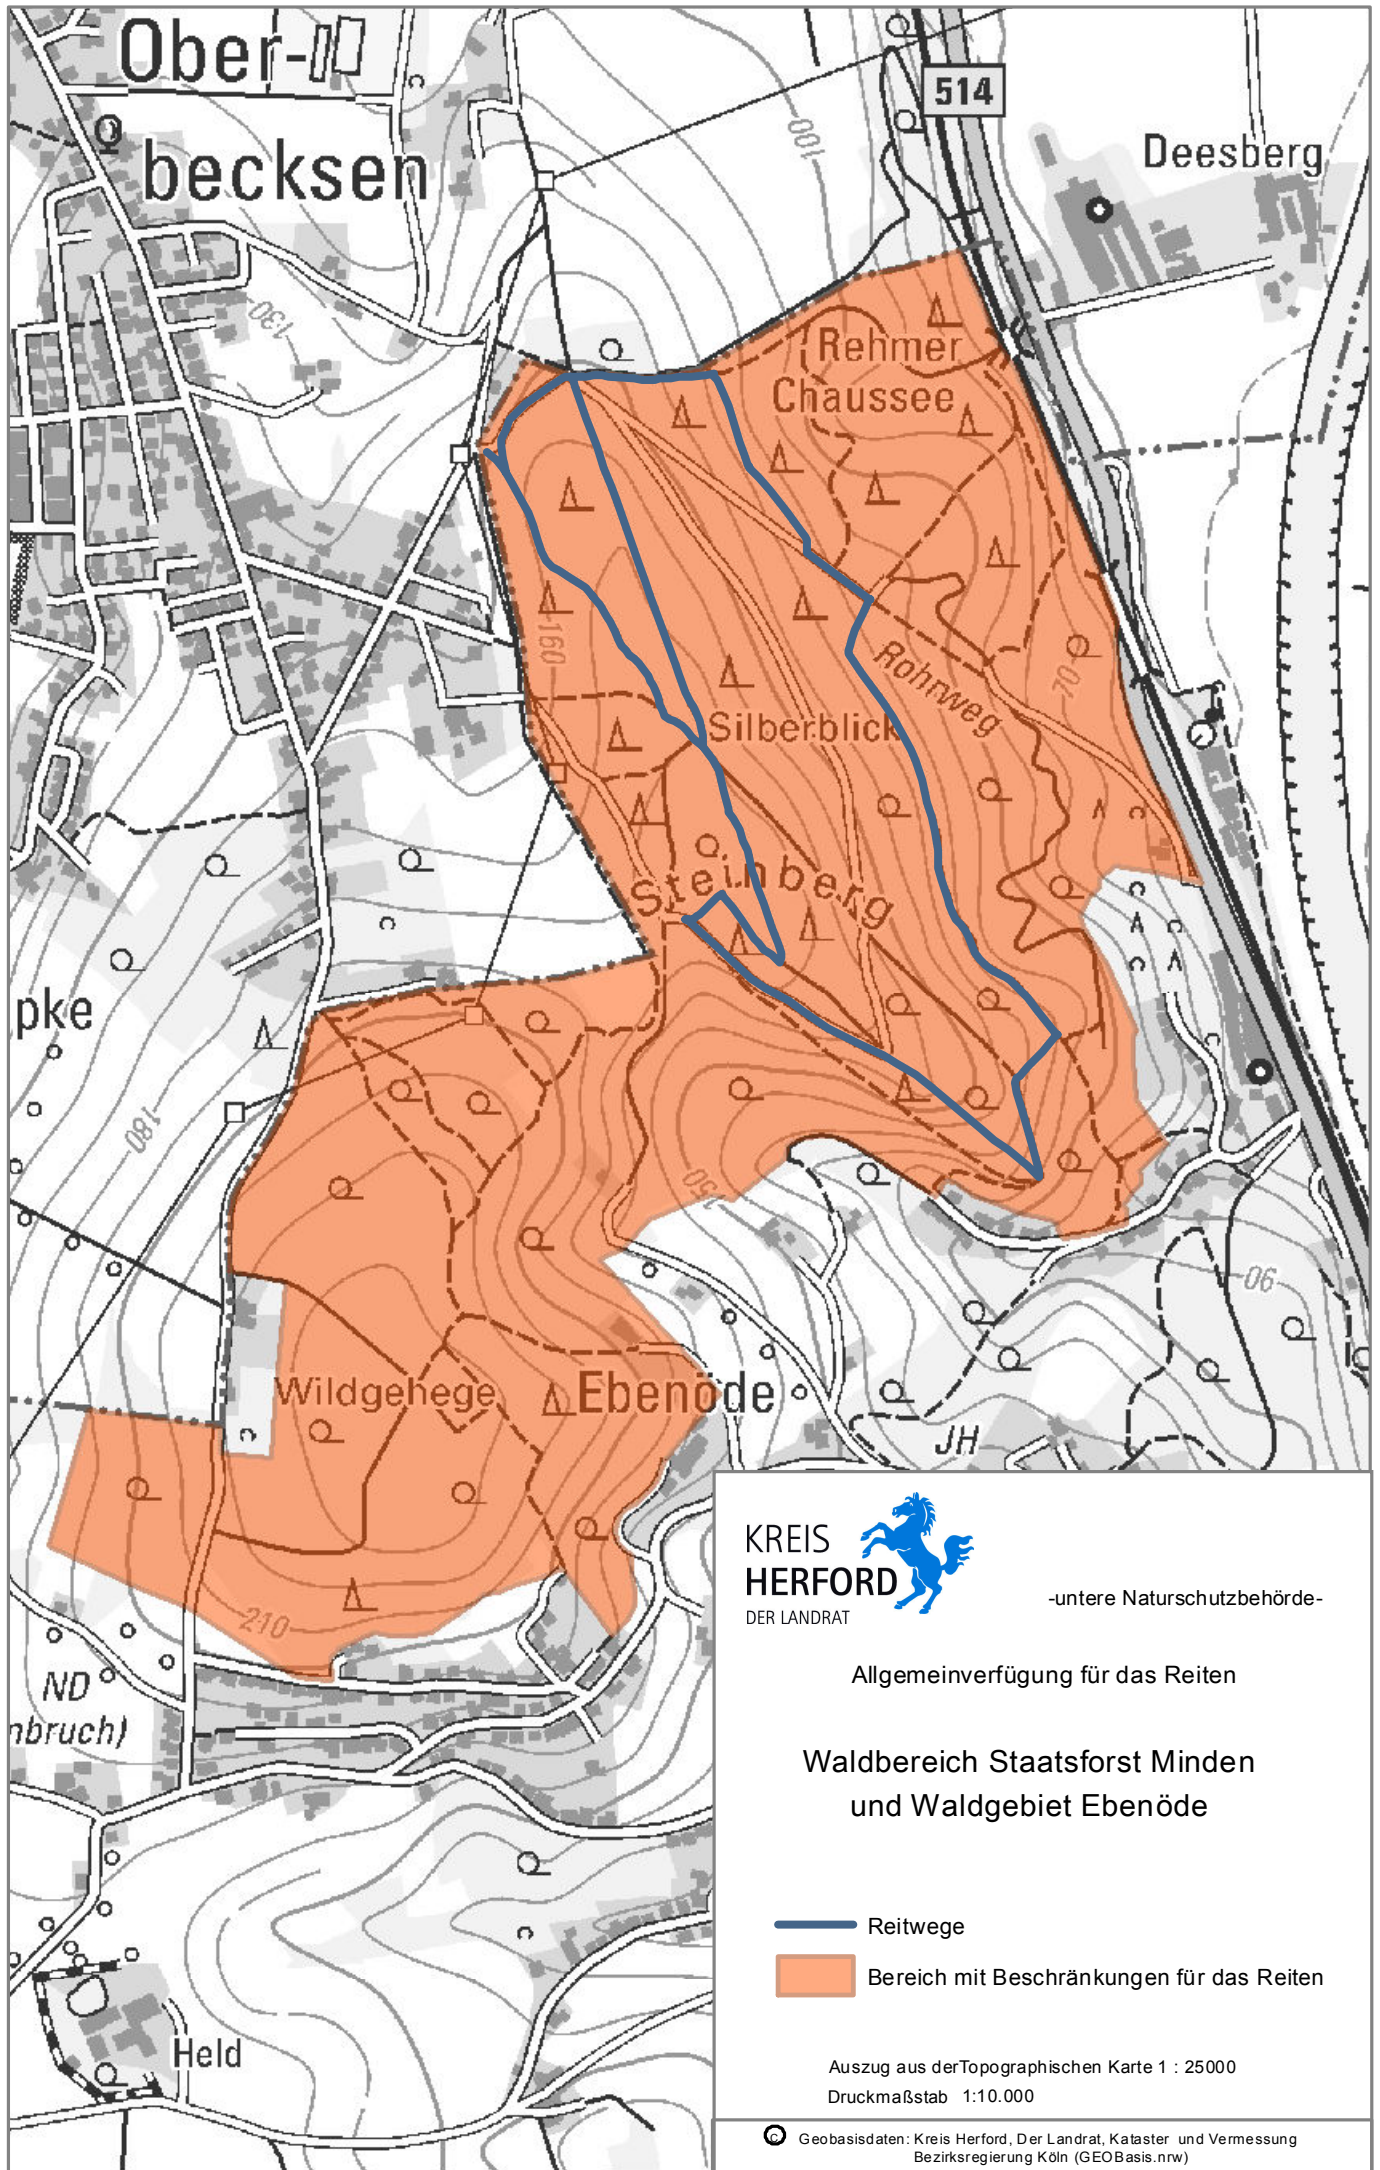 Ober-
becksen
514
Deesberg
100
130
Rehmer
Chaussee
160
Rohrweg
70
Silberblick
Steinberg
pke
180
50
90
Wildgehege
Ebenöde
JH
210
ND
nbruch)
Held
KREIS
HERFORD
DER LANDRAT
-untere Naturschutzbehörde-
Allgemeinverfügung für das Reiten
Waldbereich Staatsforst Minden
und Waldgebiet Ebenöde
Reitwege
Bereich mit Beschränkungen für das Reiten
Auszug aus derTopographischen Karte 1 : 25000
Druckmaßstab 1:10.000
© Geobasisdaten: Kreis Herford, Der Landrat, Kataster und Vermessung
Bezirksregierung Köln (GEOBasis.nrw)